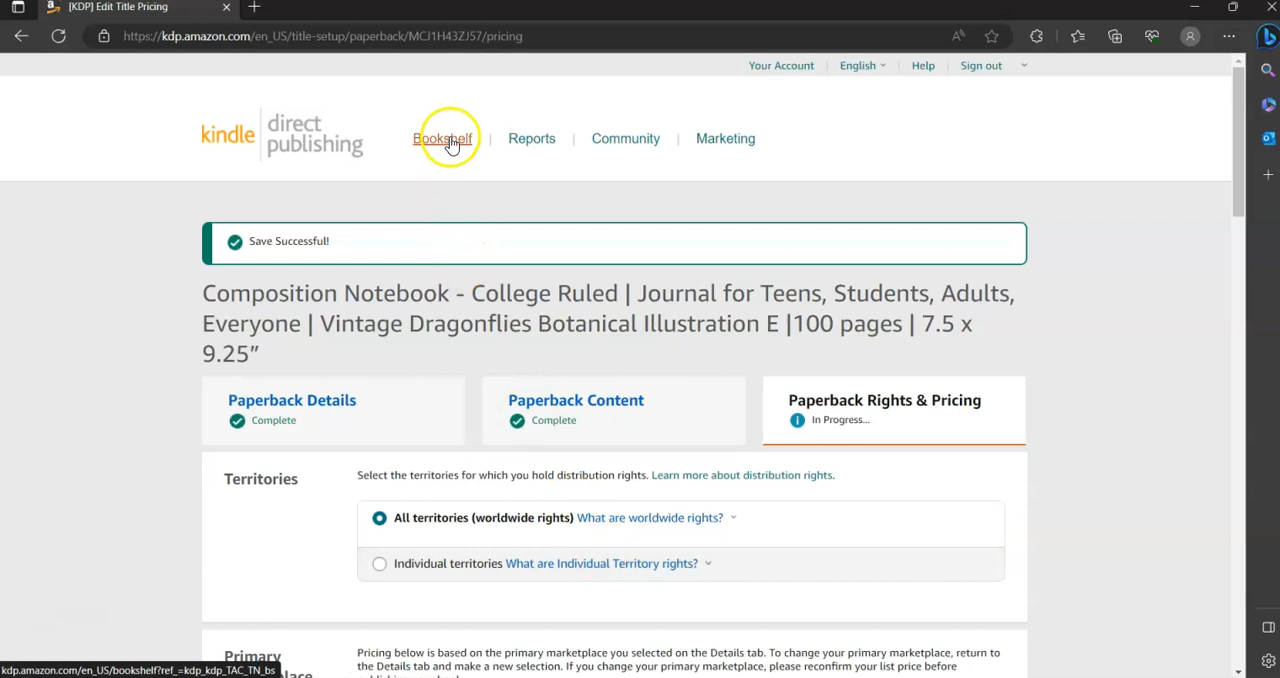 [KDP] Edit Title Pricing
https://kdp.amazon.com/en_US/title-setup/paperback/MCJ1H43ZJ57/pricing
Your Account English Help Sign out
kindle direct publishing
Bookshelf | Reports | Community | Marketing
Save Successful!
Composition Notebook - College Ruled | Journal for Teens, Students, Adults,
Everyone | Vintage Dragonflies Botanical Illustration E |100 pages | 7.5 x
9.25”
Paperback Details
Complete
Paperback Content
Complete
Paperback Rights & Pricing
In Progress...
Territories
Select the territories for which you hold distribution rights. Learn more about distribution rights.
All territories (worldwide rights) What are worldwide rights?
Individual territories What are Individual Territory rights?
Primary
Pricing below is based on the primary marketplace you selected on the Details tab. To change your primary marketplace, return to
the Details tab and make a new selection. If you change your primary marketplace, please reconfirm your list price before
kdp.amazon.com/en_US/bookshelf?ref_=kdp_kdp_TAC_TN_bs